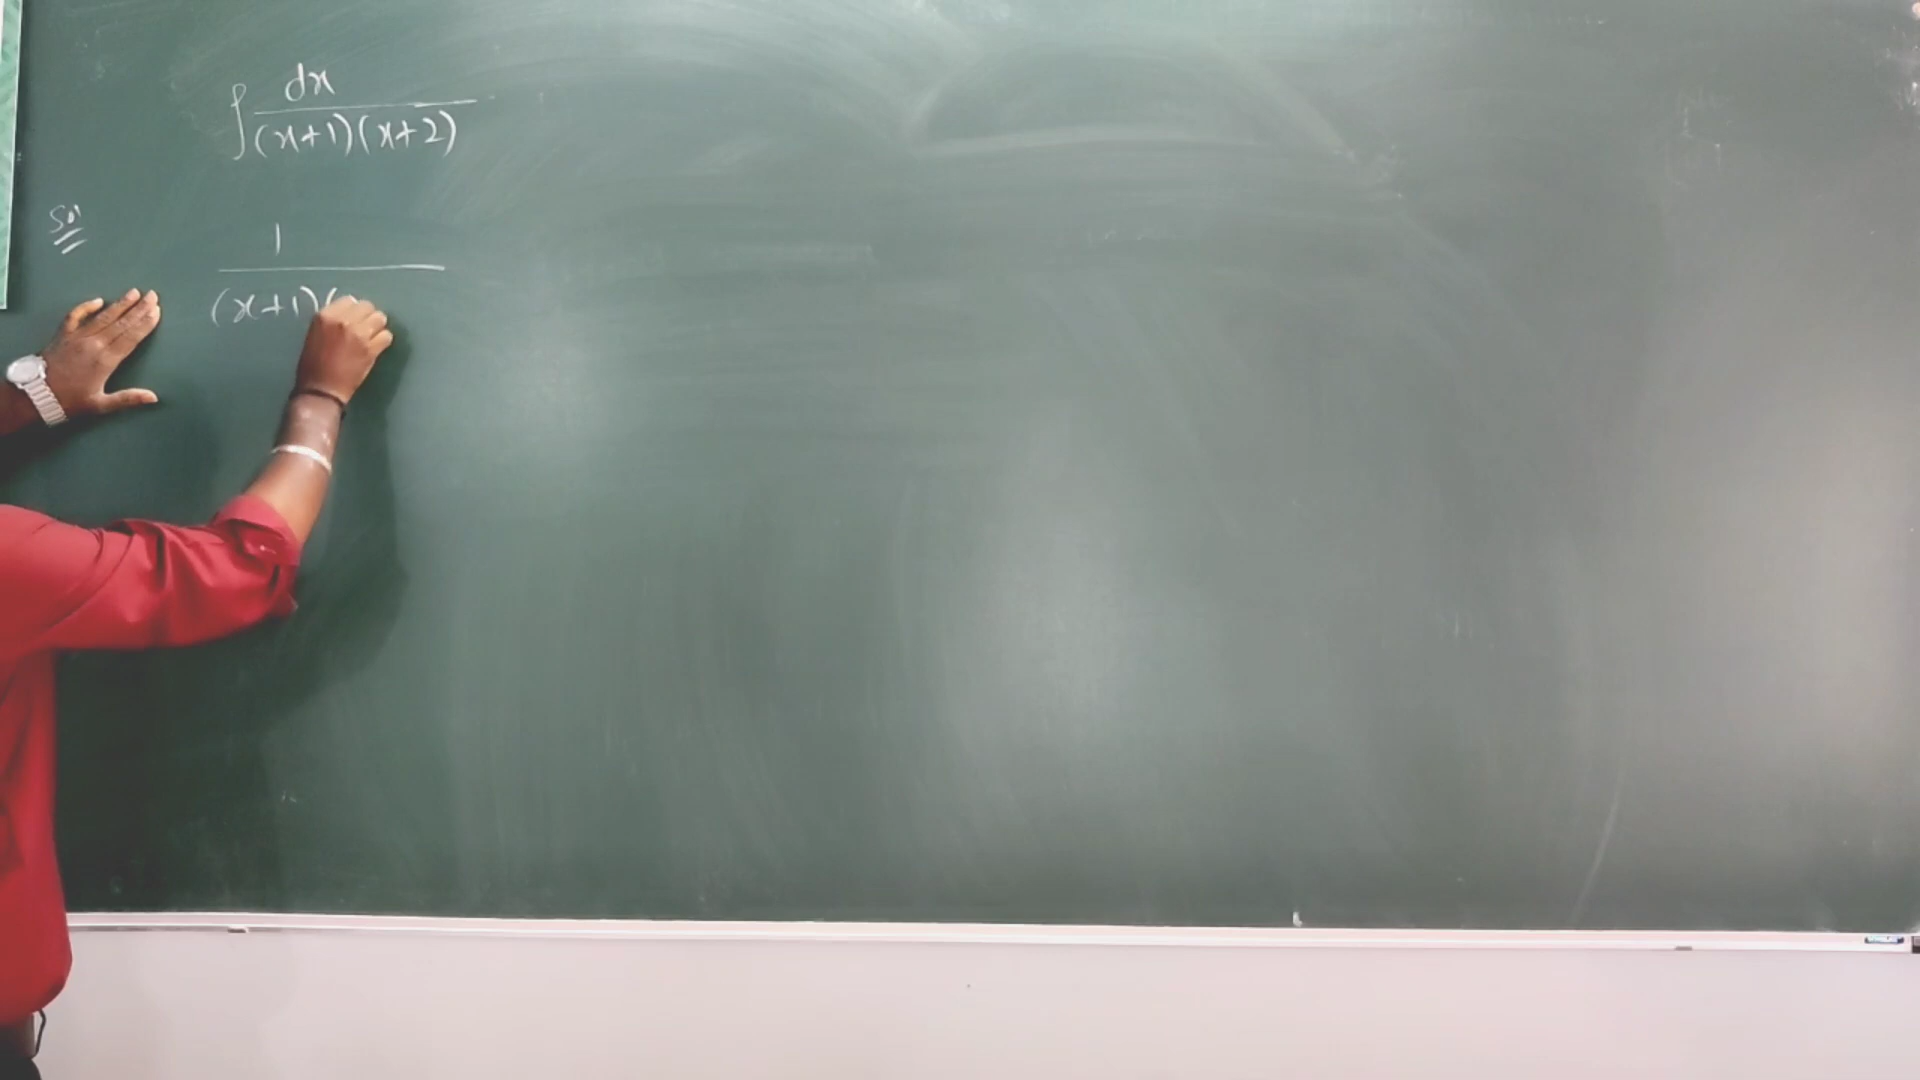 ∫ dx / (x+1)(x+2)
Sol
1 / (x+1)(